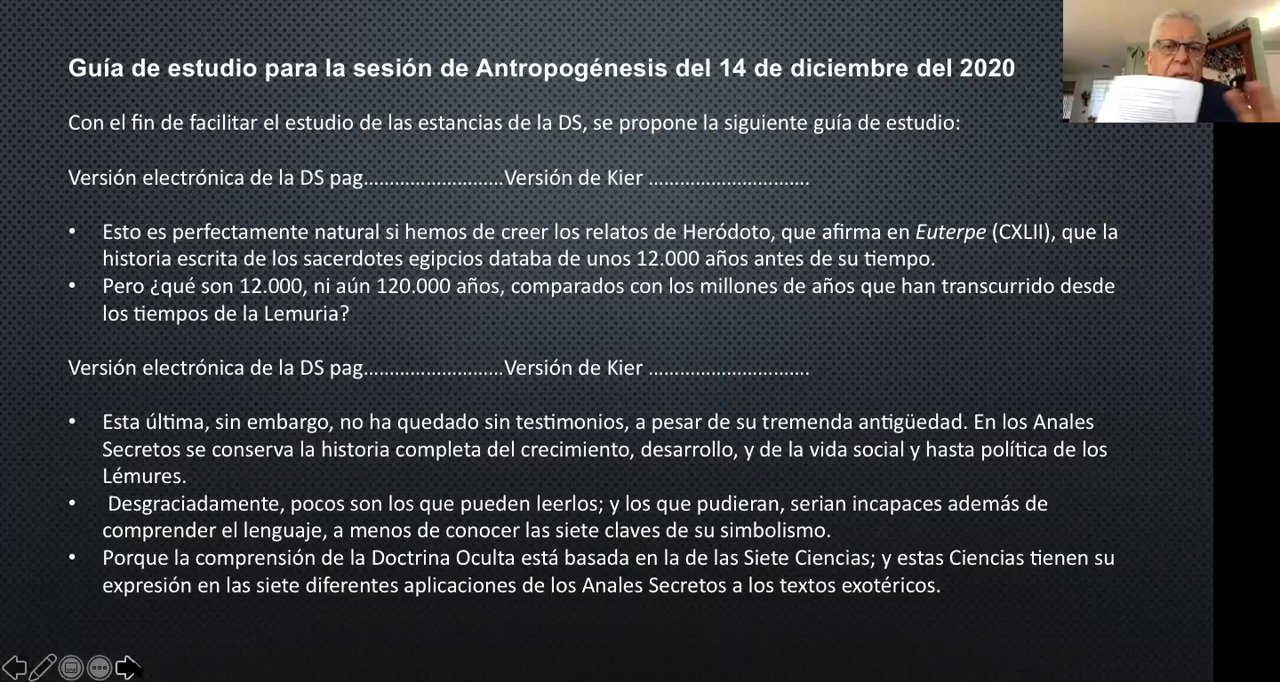 Guía de estudio para la sesión de Antropogénesis del 14 de diciembre del 2020
Con el fin de facilitar el estudio de las estancias de la DS, se propone la siguiente guía de estudio:
Versión electrónica de la DS pag...........................Versión de Kier ...............................
• Esto es perfectamente natural si hemos de creer los relatos de Heródoto, que afirma en Euterpe (CXLII), que la
historia escrita de los sacerdotes egipcios databa de unos 12.000 años antes de su tiempo.
• Pero ¿qué son 12.000, ni aún 120.000 años, comparados con los millones de años que han transcurrido desde
los tiempos de la Lemuria?
Versión electrónica de la DS pag...........................Versión de Kier ...............................
• Esta última, sin embargo, no ha quedado sin testimonios, a pesar de su tremenda antigüedad. En los Anales
Secretos se conserva la historia completa del crecimiento, desarrollo, y de la vida social y hasta política de los
Lémures.
• Desgraciadamente, pocos son los que pueden leerlos; y los que pudieran, serian incapaces además de
comprender el lenguaje, a menos de conocer las siete claves de su simbolismo.
• Porque la comprensión de la Doctrina Oculta está basada en la de las Siete Ciencias; y estas Ciencias tienen su
expresión en las siete diferentes aplicaciones de los Anales Secretos a los textos exotéricos.